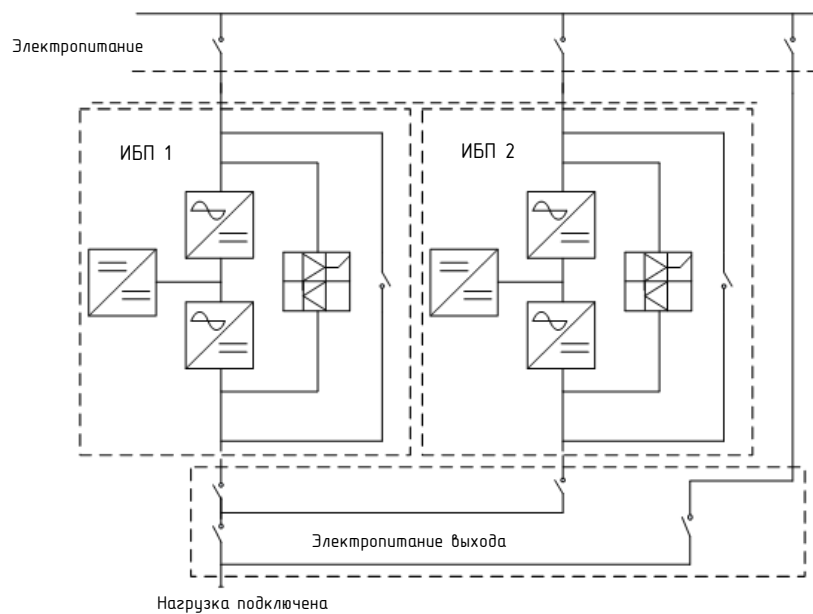 Электропитание
ИБП 1
ИБП 2
Электропитание выхода
Нагрузка подключена